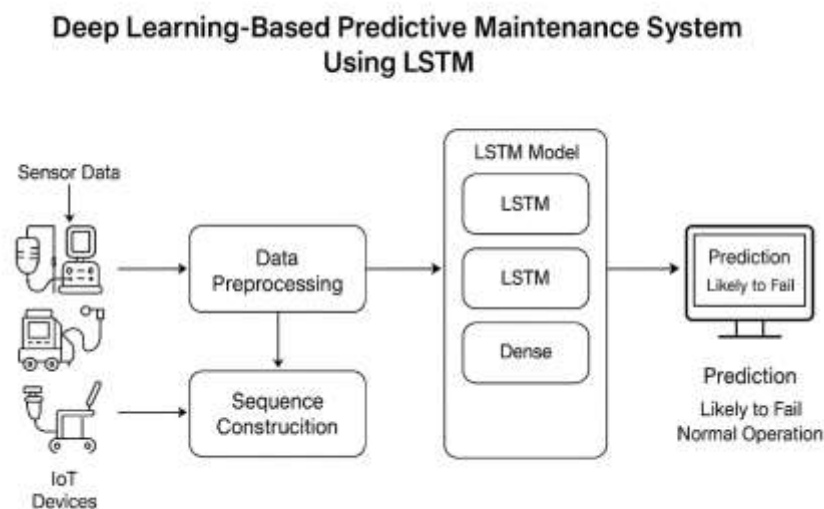 Deep Learning-Based Predictive Maintenance System
Using LSTM
Sensor Data
IoT
Devices
Data
Preprocessing
Sequence
Construcition
LSTM Model
LSTM
LSTM
Dense
Prediction
Likely to Fail
Prediction
Likely to Fail
Normal Operation